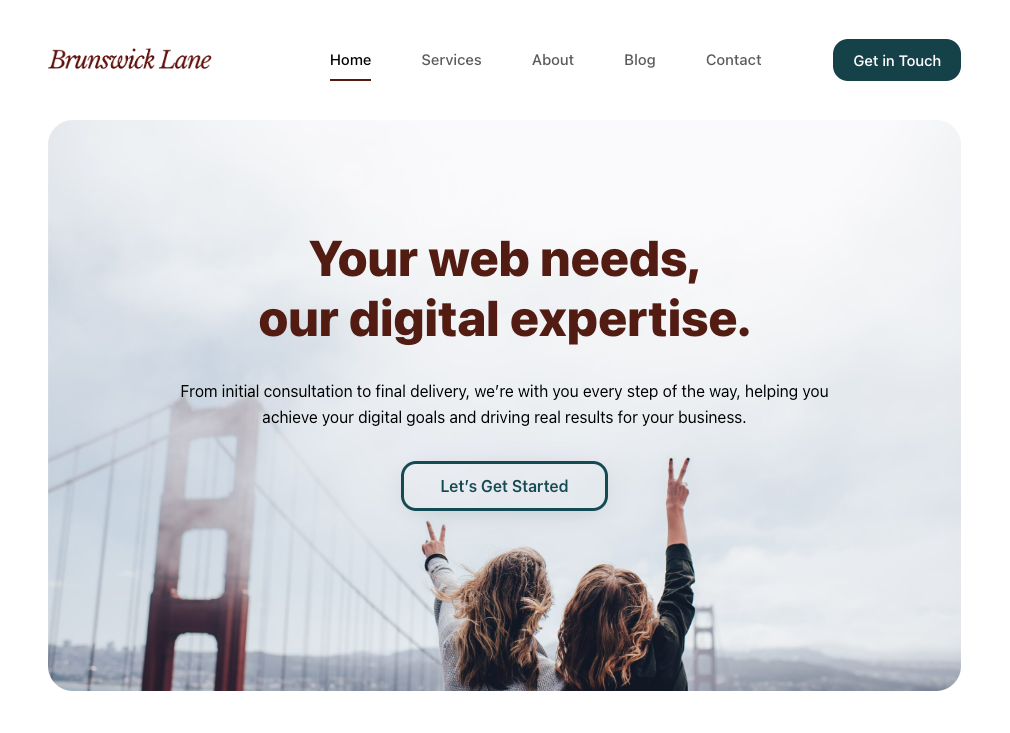 Brunswick Lane
Home
Services
About
Blog
Contact
Get in Touch
Your web needs,
our digital expertise.
From initial consultation to final delivery, we’re with you every step of the way, helping you
achieve your digital goals and driving real results for your business.
Let’s Get Started